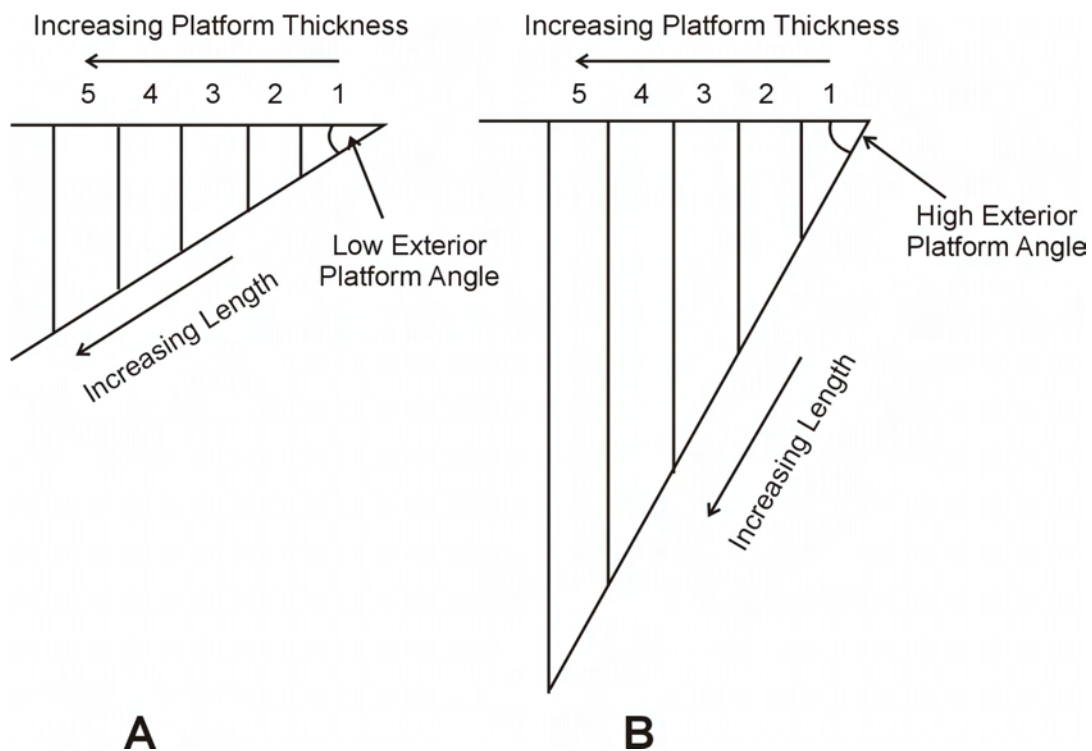 Increasing Platform Thickness
5 4 3 2 1
Low Exterior
Platform Angle
Increasing Length
A
Increasing Platform Thickness
5 4 3 2 1
High Exterior
Platform Angle
Increasing Length
B